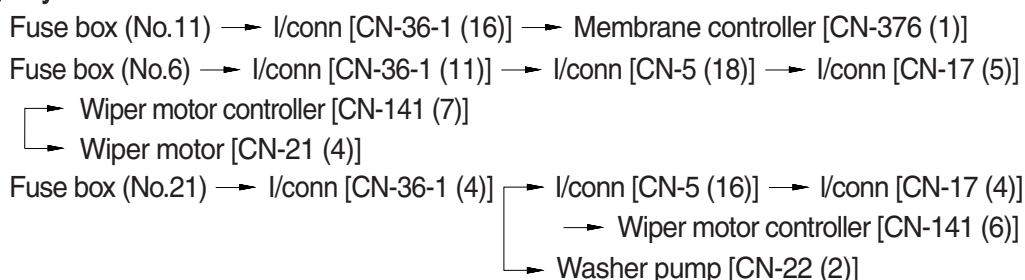 Fuse box (No.11) → I/conn [CN-36-1 (16)] → Membrane controller [CN-376 (1)]
Fuse box (No.6) → I/conn [CN-36-1 (11)] → I/conn [CN-5 (18)] → I/conn [CN-17 (5)]
→ Wiper motor controller [CN-141 (7)]
→ Wiper motor [CN-21 (4)]
Fuse box (No.21) → I/conn [CN-36-1 (4)] → I/conn [CN-5 (16)] → I/conn [CN-17 (4)]
→ Wiper motor controller [CN-141 (6)]
→ Washer pump [CN-22 (2)]